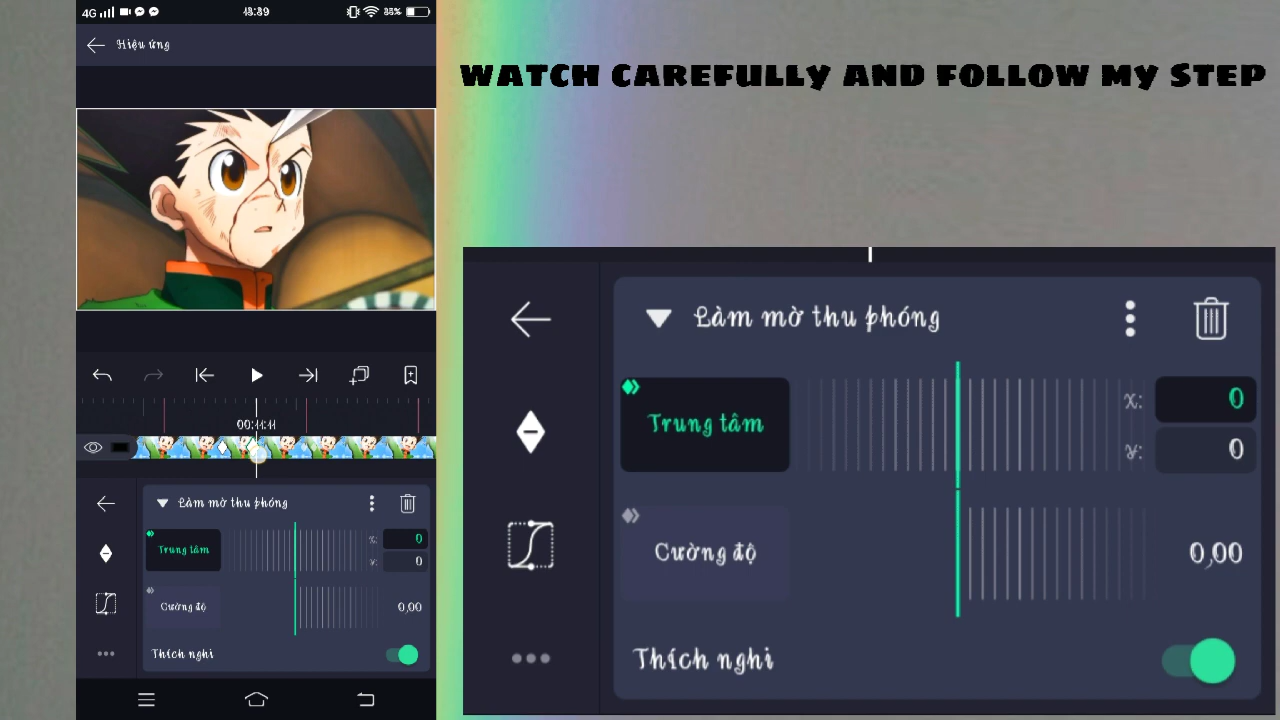 4G 18:39 35%
Hiệu ứng
WATCH CAREFULLY AND FOLLOW MY STEP
00:11:11
Làm mờ thu phóng
Trung tâm
x: 0
y: 0
Cường độ
0,00
Thích nghi
Làm mờ thu phóng
Trung tâm
x: 0
y: 0
Cường độ
0,00
Thích nghi